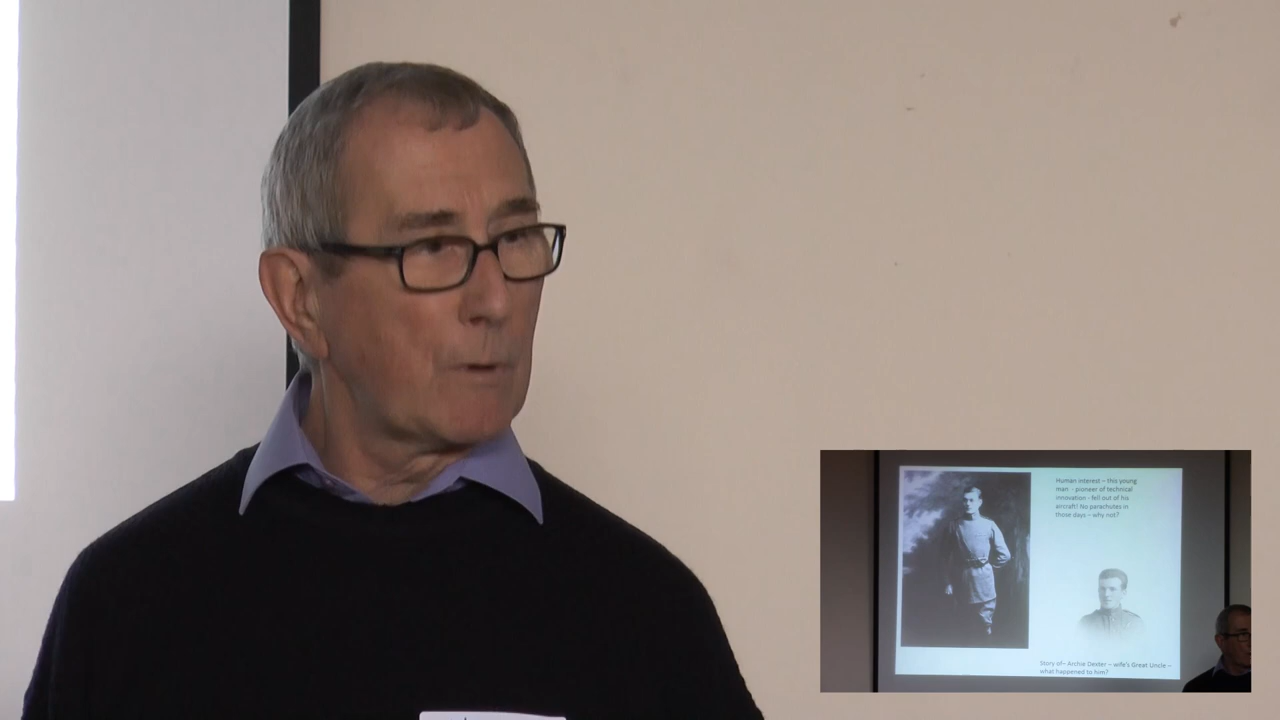 Human interest – this young
man - pioneer of technical
innovation - fell out of his
aircraft! No parachutes in
those days – why not?
Story of– Archie Dexter – wife's Great Uncle –
what happened to him?